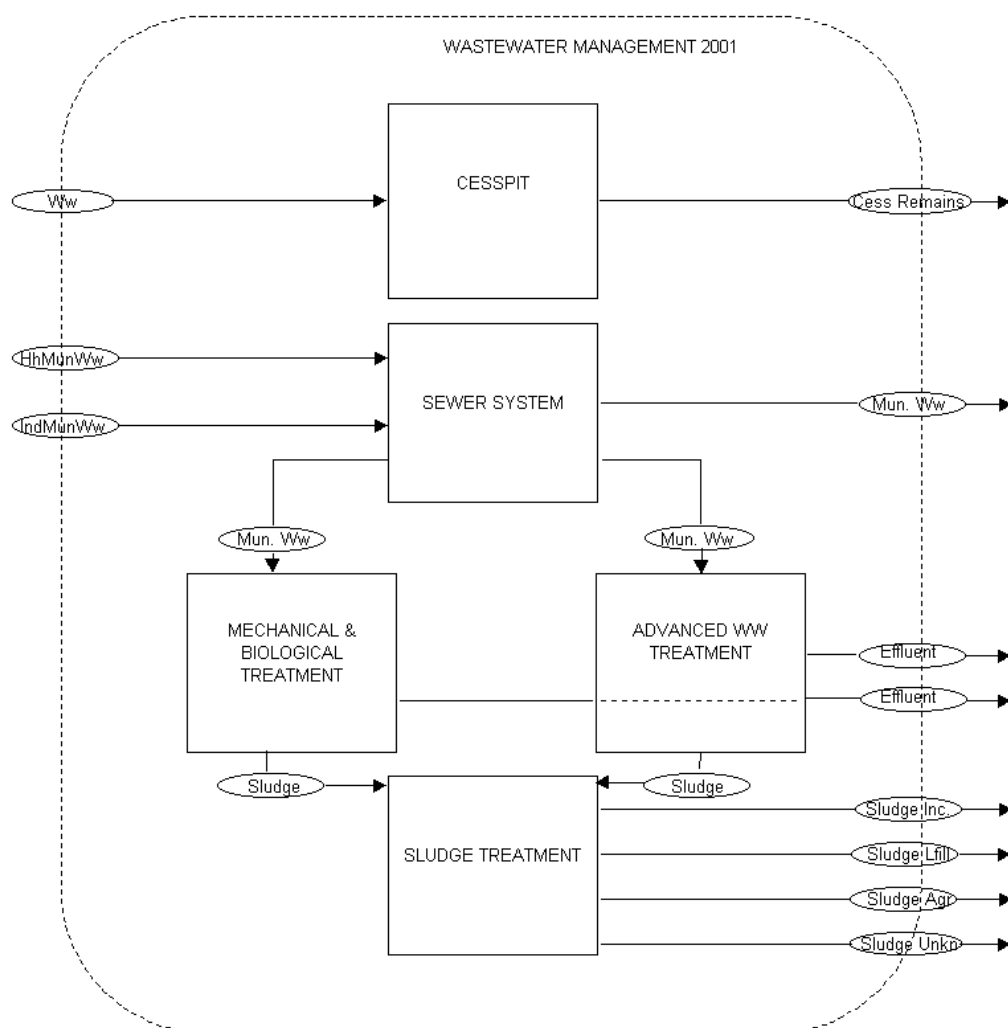 WASTEWATER MANAGEMENT 2001
CESSPIT
Ww
Cess Remains
HhMunWw
SEWER SYSTEM
Mun. Ww
IndMunWw
Mun. Ww
Mun. Ww
MECHANICAL &
BIOLOGICAL
TREATMENT
ADVANCED WW
TREATMENT
Effluent
Effluent
Sludge
Sludge
Sludge Inc.
SLUDGE TREATMENT
Sludge Lfill
Sludge Agr
Sludge Unkn